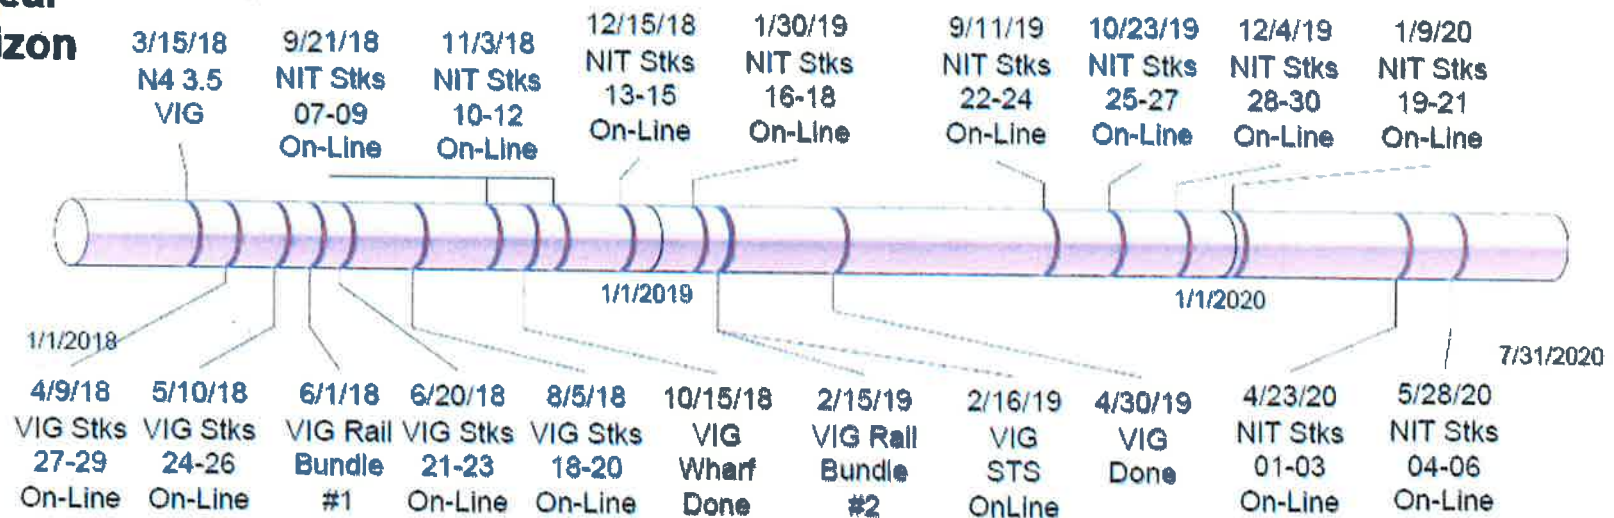 izon
3/15/18
N4 3.5
VIG
9/21/18
NIT Stks
07-09
On-Line
11/3/18
NIT Stks
10-12
On-Line
12/15/18
NIT Stks
13-15
On-Line
1/30/19
NIT Stks
16-18
On-Line
9/11/19
NIT Stks
22-24
On-Line
10/23/19
NIT Stks
25-27
On-Line
12/4/19
NIT Stks
28-30
On-Line
1/9/20
NIT Stks
19-21
On-Line
1/1/2018
1/1/2019
1/1/2020
7/31/2020
4/9/18
VIG Stks
27-29
On-Line
5/10/18
VIG Stks
24-26
On-Line
6/1/18
VIG Rail
Bundle
#1
6/20/18
VIG Stks
21-23
On-Line
8/5/18
VIG Stks
18-20
On-Line
10/15/18
VIG
Wharf
Done
2/15/19
VIG Rail
Bundle
#2
2/16/19
VIG
STS
OnLine
4/30/19
VIG
Done
4/23/20
NIT Stks
01-03
On-Line
5/28/20
NIT Stks
04-06
On-Line